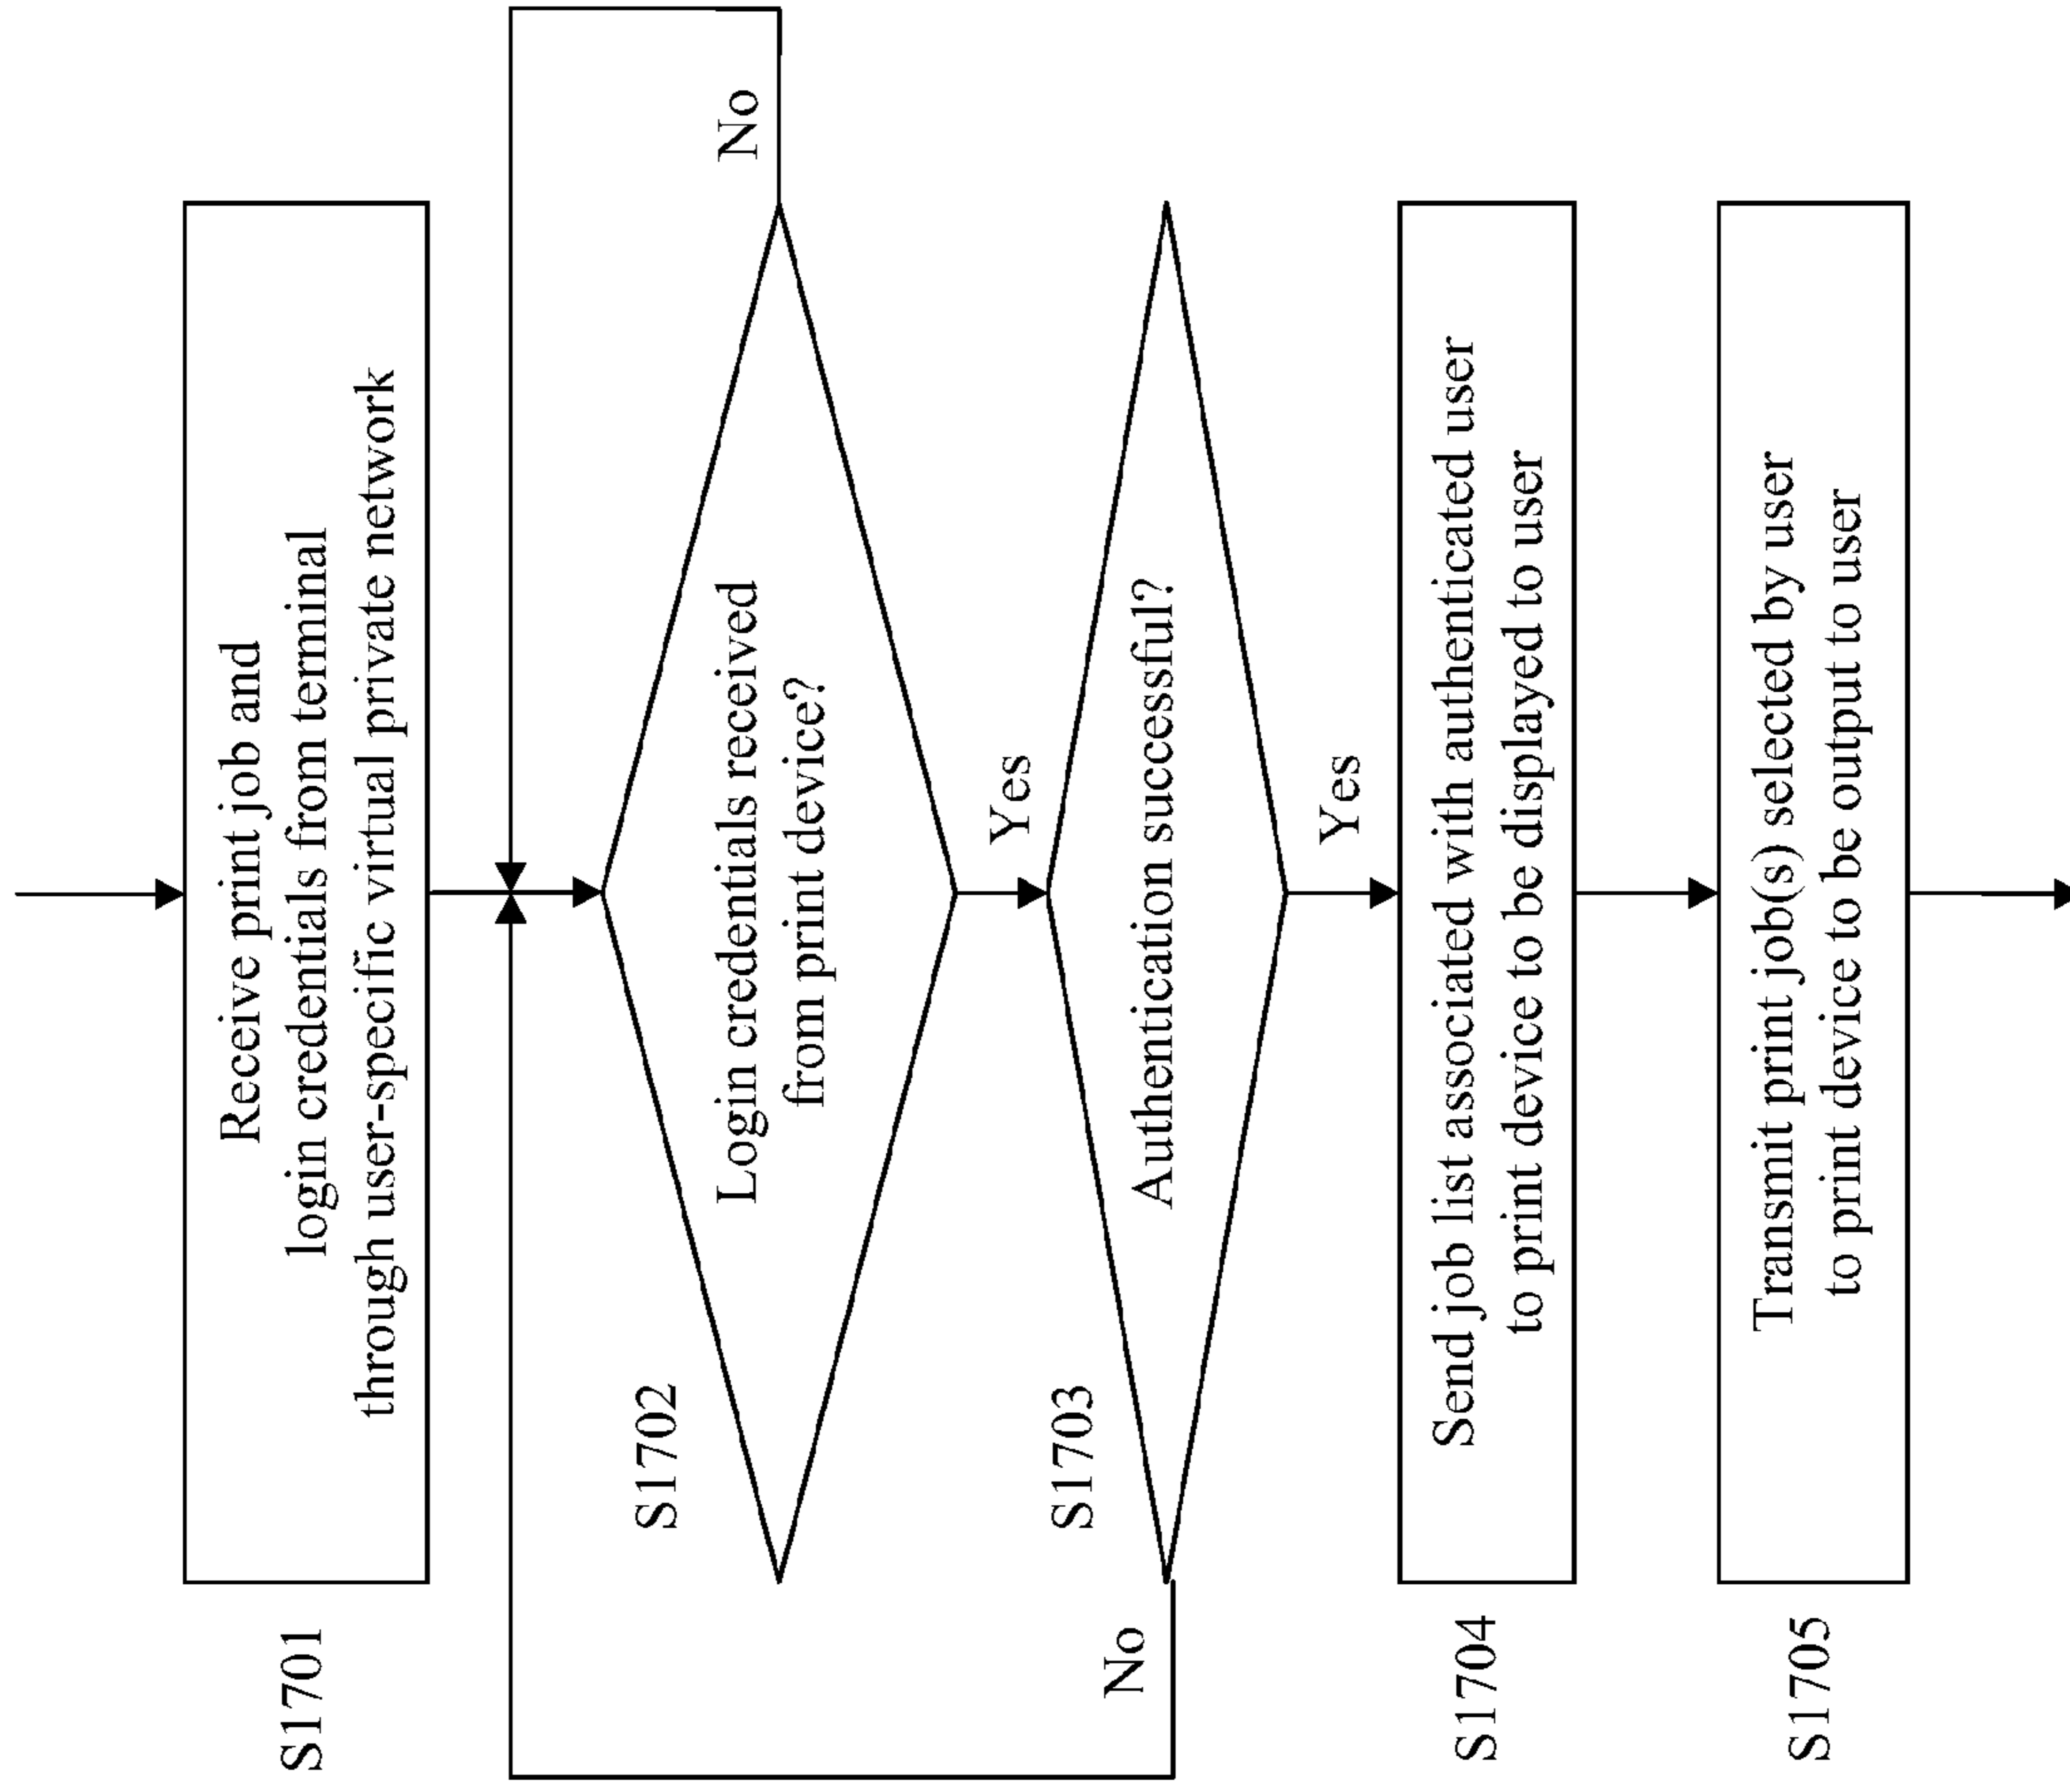 S1701
Receive print job and
login credentials from terminal
through user-specific virtual private network
S1702
Login credentials received
from print device?
No
Yes
S1703
Authentication successful?
No
Yes
S1704
Send job list associated with authenticated user
to print device to be displayed to user
S1705
Transmit print job(s) selected by user
to print device to be output to user